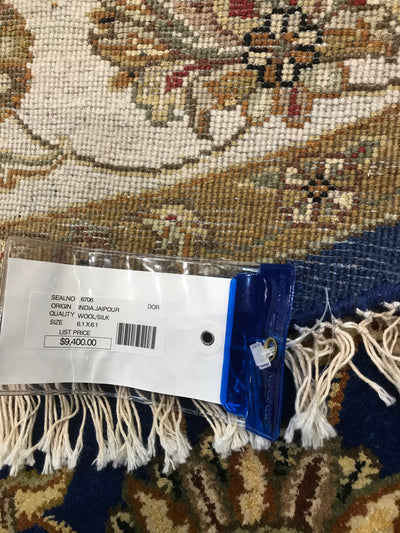 SEALNO 6706
ORIGIN INDIA/JAIPOUR DOR
QUALITY WOOL/SILK
SIZE 6.1 X 6.1
LIST PRICE
$9,400.00